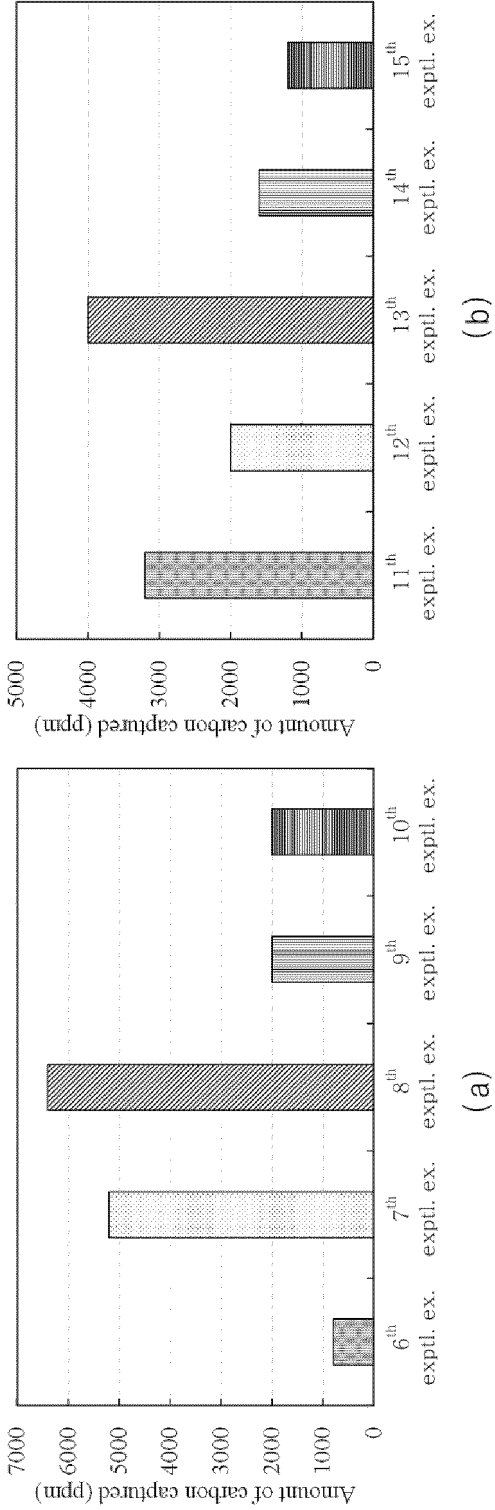 Amount of carbon captured (ppm)
7000
6000
5000
4000
3000
2000
1000
0
6th exptl. ex.
7th exptl. ex.
8th exptl. ex.
9th exptl. ex.
10th exptl. ex.
(a)
Amount of carbon captured (ppm)
5000
4000
3000
2000
1000
0
11th exptl. ex.
12th exptl. ex.
13th exptl. ex.
14th exptl. ex.
15th exptl. ex.
(b)